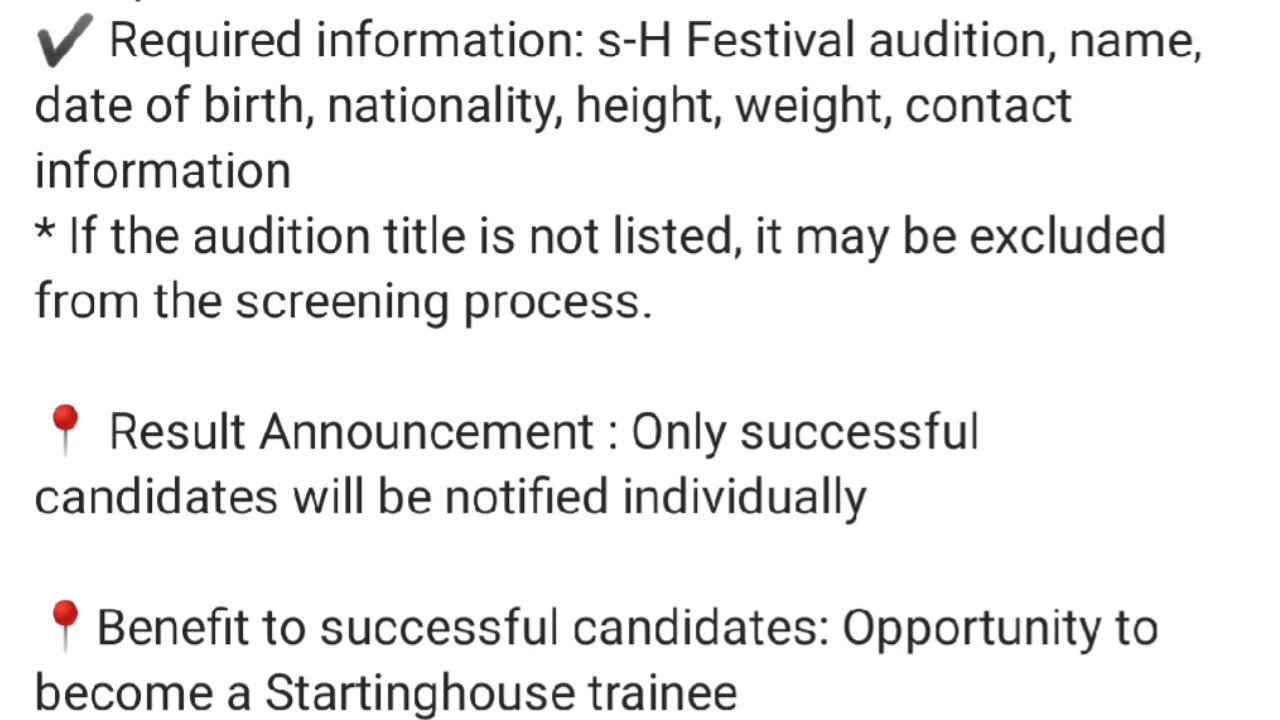 ✔ Required information: s-H Festival audition, name,
date of birth, nationality, height, weight, contact
information
* If the audition title is not listed, it may be excluded
from the screening process.
📍 Result Announcement : Only successful
candidates will be notified individually
📍Benefit to successful candidates: Opportunity to
become a Startinghouse trainee